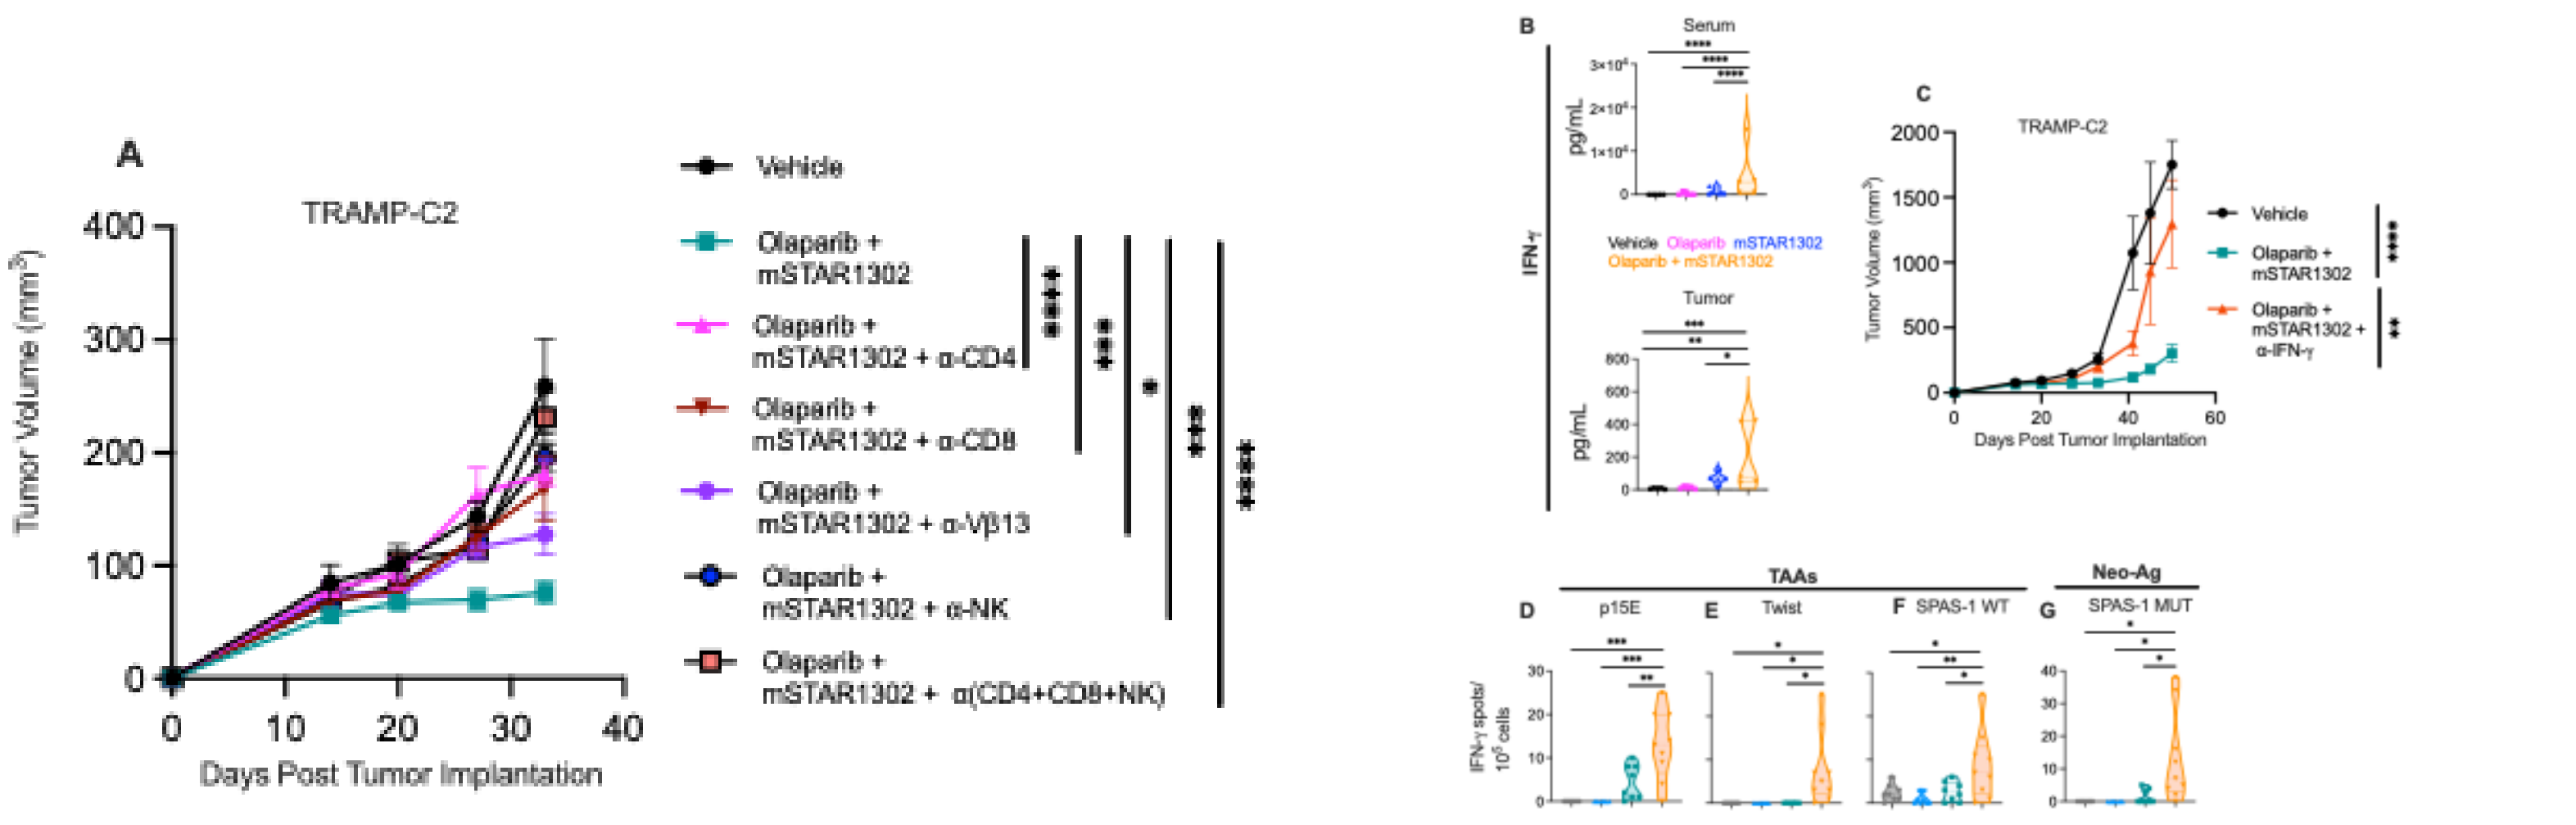 A
TRAMP-C2
Tumor Volume (mm³)
400
300
200
100
0
0 10 20 30 40
Days Post Tumor Implantation
Vehicle
Olaparib +
mSTAR1302
Olaparib +
mSTAR1302 + α-CD4
Olaparib +
mSTAR1302 + α-CD8
Olaparib +
mSTAR1302 + α-Vβ13
Olaparib +
mSTAR1302 + α-NK
Olaparib +
mSTAR1302 + α(CD4+CD8+NK)
****
***
*
***
****
B
IFN-γ
Serum
****
****
****
pg/mL
2×10⁴
1×10⁴
0
Vehicle Olaparib mSTAR1302
Olaparib + mSTAR1302
Tumor
***
**
*
pg/mL
800
600
400
200
0
C
TRAMP-C2
Tumor Volume (mm³)
2000
1500
1000
500
0
0 20 40 60
Days Post Tumor Implantation
Vehicle
Olaparib +
mSTAR1302
Olaparib +
mSTAR1302 +
α-IFN-γ
****
**
TAAs
Neo-Ag
D
p15E
E
Twist
F
SPAS-1 WT
G
SPAS-1 MUT
IFN-γ spots/
10⁵ cells
***
***
**
30
20
10
0
*
*
*
*
**
*
*
*
*
40
30
20
10
0